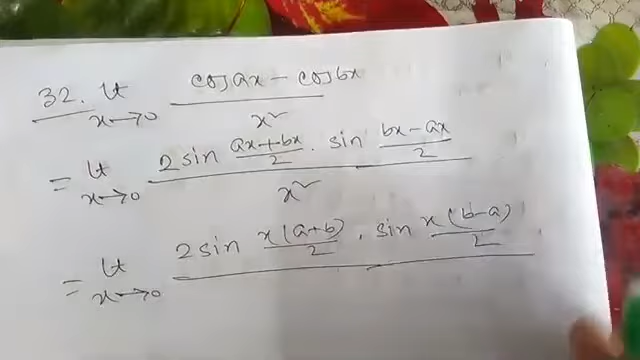 32. Lt x→0 (cos ax − cos bx) / x²
= Lt x→0 (2 sin (ax+bx)/2 . sin (bx−ax)/2) / x²
= Lt x→0 2 sin x(a+b)/2 . sin x(b−a)/2